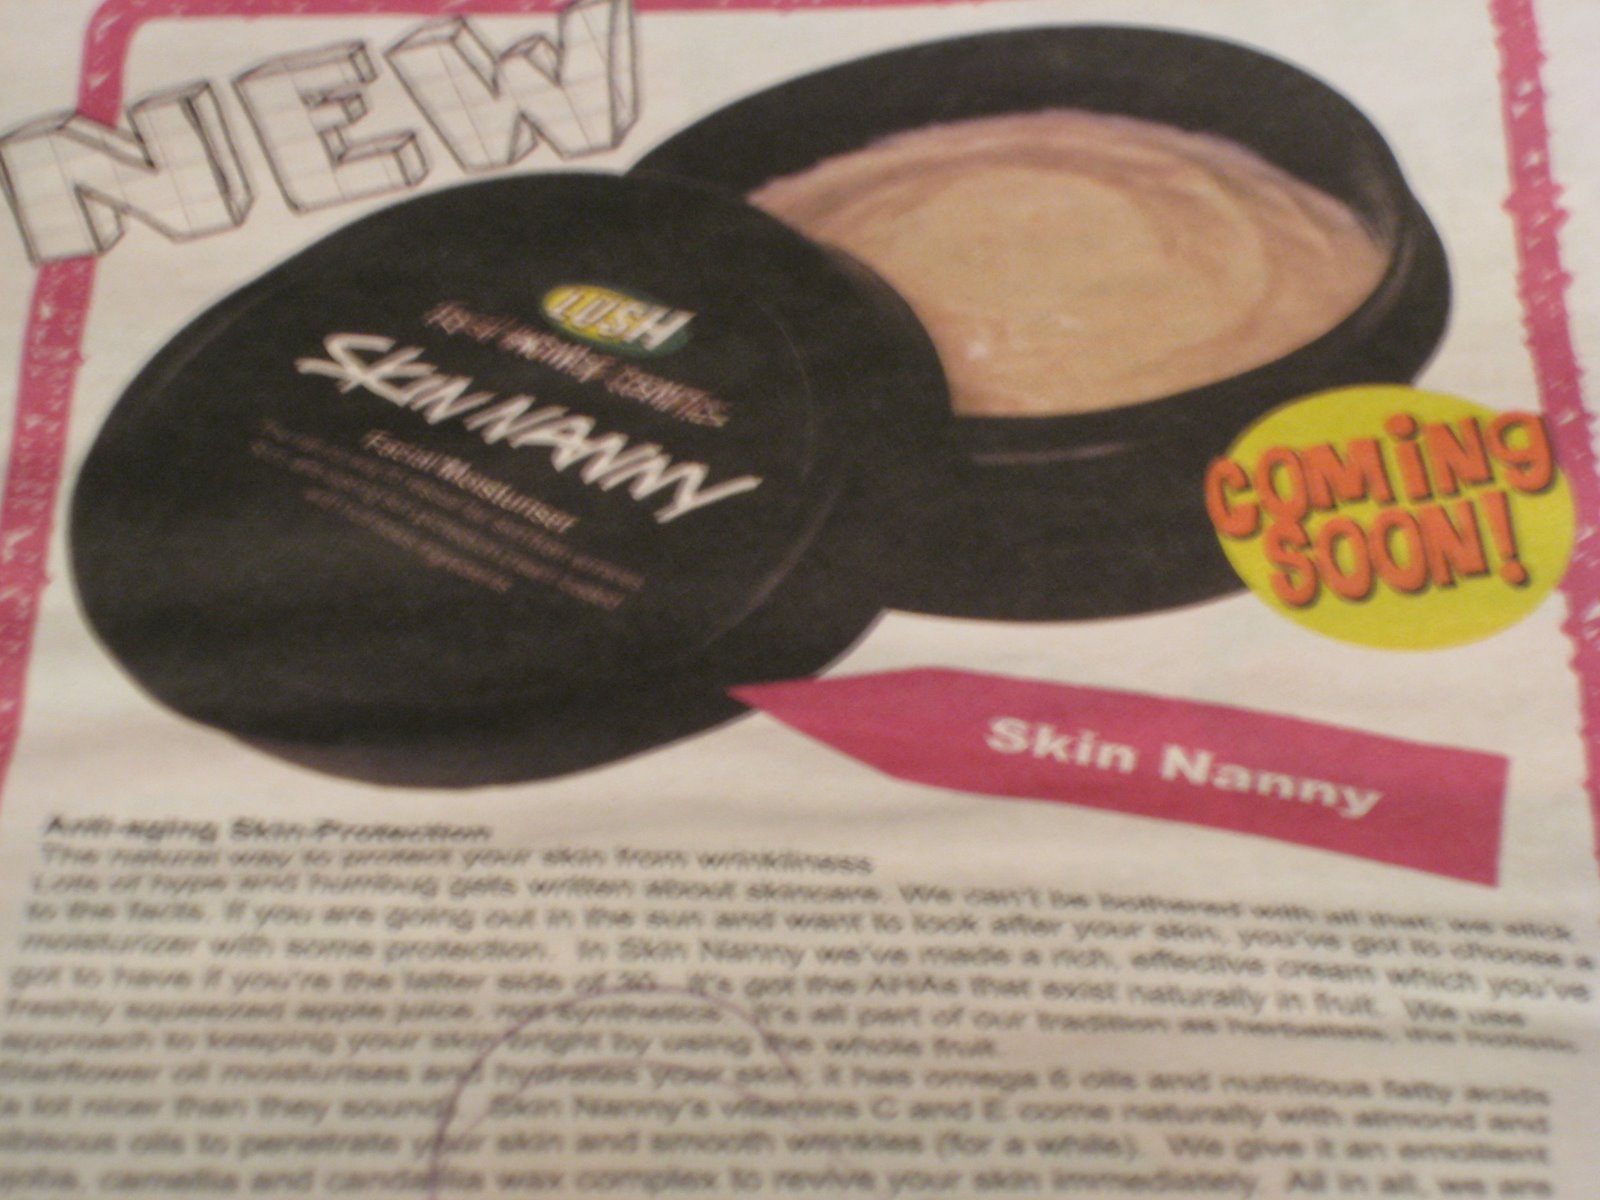 NEW
LUSH
fresh handmade cosmetics
SKIN NANNY
Facial Moisturiser
COMiNG
SOON!
Skin Nanny
Anti-aging Skin-Protection
The natural way to protect your skin from wrinkliness
Lots of hype and humbug gets written about skincare. We can't be bothered with all that; we stick
to the facts. If you are going out in the sun and want to look after your skin, you've got to choose a
moisturizer with some protection. In Skin Nanny we've made a rich, effective cream which you've
got to have if you're the latter side of 30. It's got the AHAs that exist naturally in fruit. We use
freshly squeezed apple juice, not synthetics. It's all part of our tradition as herbalists, the holistic
approach to keeping your skin bright by using the whole fruit.
Starflower oil moisturises and hydrates your skin; it has omega 6 oils and nutritious fatty acids
a lot nicer than they sound. Skin Nanny's vitamins C and E come naturally with almond and
oils to penetrate your skin and smooth wrinkles (for a while). We give it an emollient
camellia and candelilla wax complex to revive your skin immediately. All in all, we are